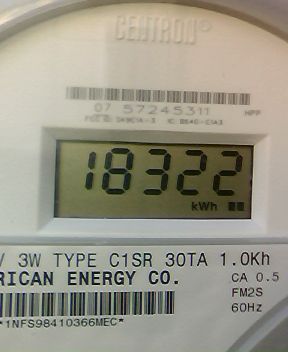 CENTRON®
07 57245311 HPP
18322
kWh
V 3W TYPE C1SR 30TA 1.0Kh
RICAN ENERGY CO. CA 0.5
FM2S
60Hz
*1NFS98410366MEC*